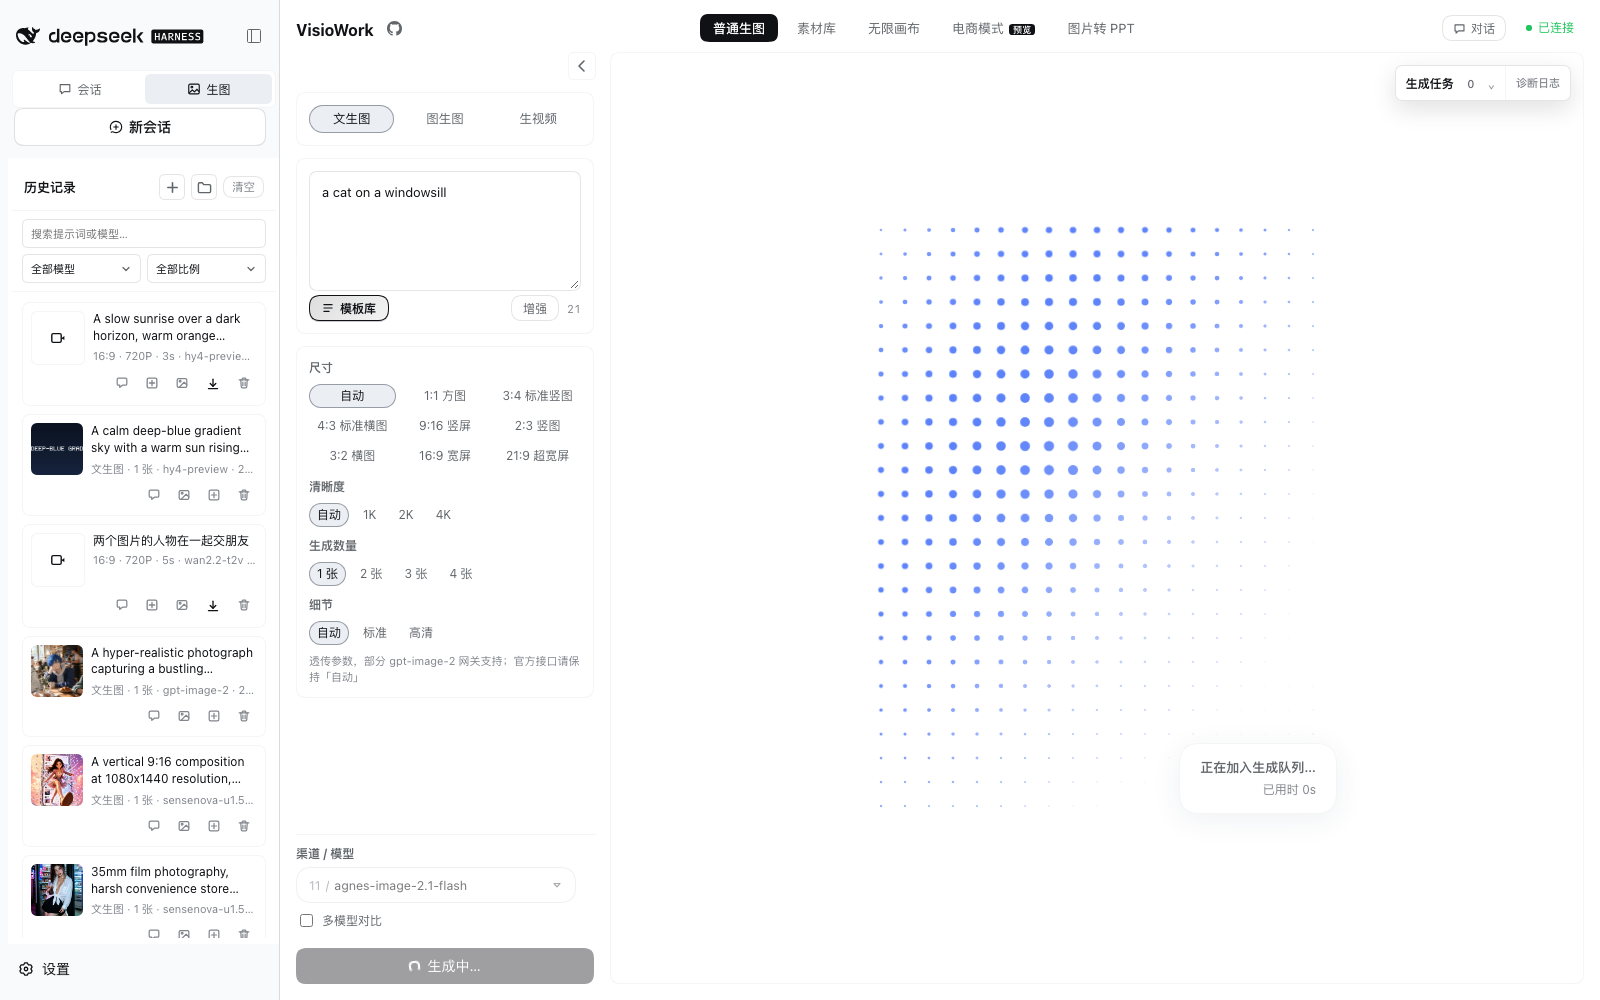 deepseek HARNESS
会话
生图
新会话
历史记录
清空
搜索提示词或模型...
全部模型
全部比例
A slow sunrise over a dark
horizon, warm orange...
16:9 · 720P · 3s · hy4-previe...
A calm deep-blue gradient
sky with a warm sun rising...
文生图 · 1 张 · hy4-preview · 2...
两个图片的人物在一起交朋友
16:9 · 720P · 5s · wan2.2-t2v ...
A hyper-realistic photograph
capturing a bustling...
文生图 · 1 张 · gpt-image-2 · 2...
A vertical 9:16 composition
at 1080x1440 resolution,...
文生图 · 1 张 · sensenova-u1.5...
35mm film photography,
harsh convenience store...
文生图 · 1 张 · sensenova-u1.5...
设置
VisioWork
普通生图
素材库
无限画布
电商模式 预览
图片转 PPT
对话
已连接
文生图
图生图
生视频
a cat on a windowsill
模板库
增强
21
尺寸
自动
1:1 方图
3:4 标准竖图
4:3 标准横图
9:16 竖屏
2:3 竖图
3:2 横图
16:9 宽屏
21:9 超宽屏
清晰度
自动
1K
2K
4K
生成数量
1 张
2 张
3 张
4 张
细节
自动
标准
高清
透传参数，部分 gpt-image-2 网关支持；官方接口请保
持「自动」
渠道 / 模型
11 / agnes-image-2.1-flash
多模型对比
生成中...
生成任务 0
诊断日志
正在加入生成队列...
已用时 0s